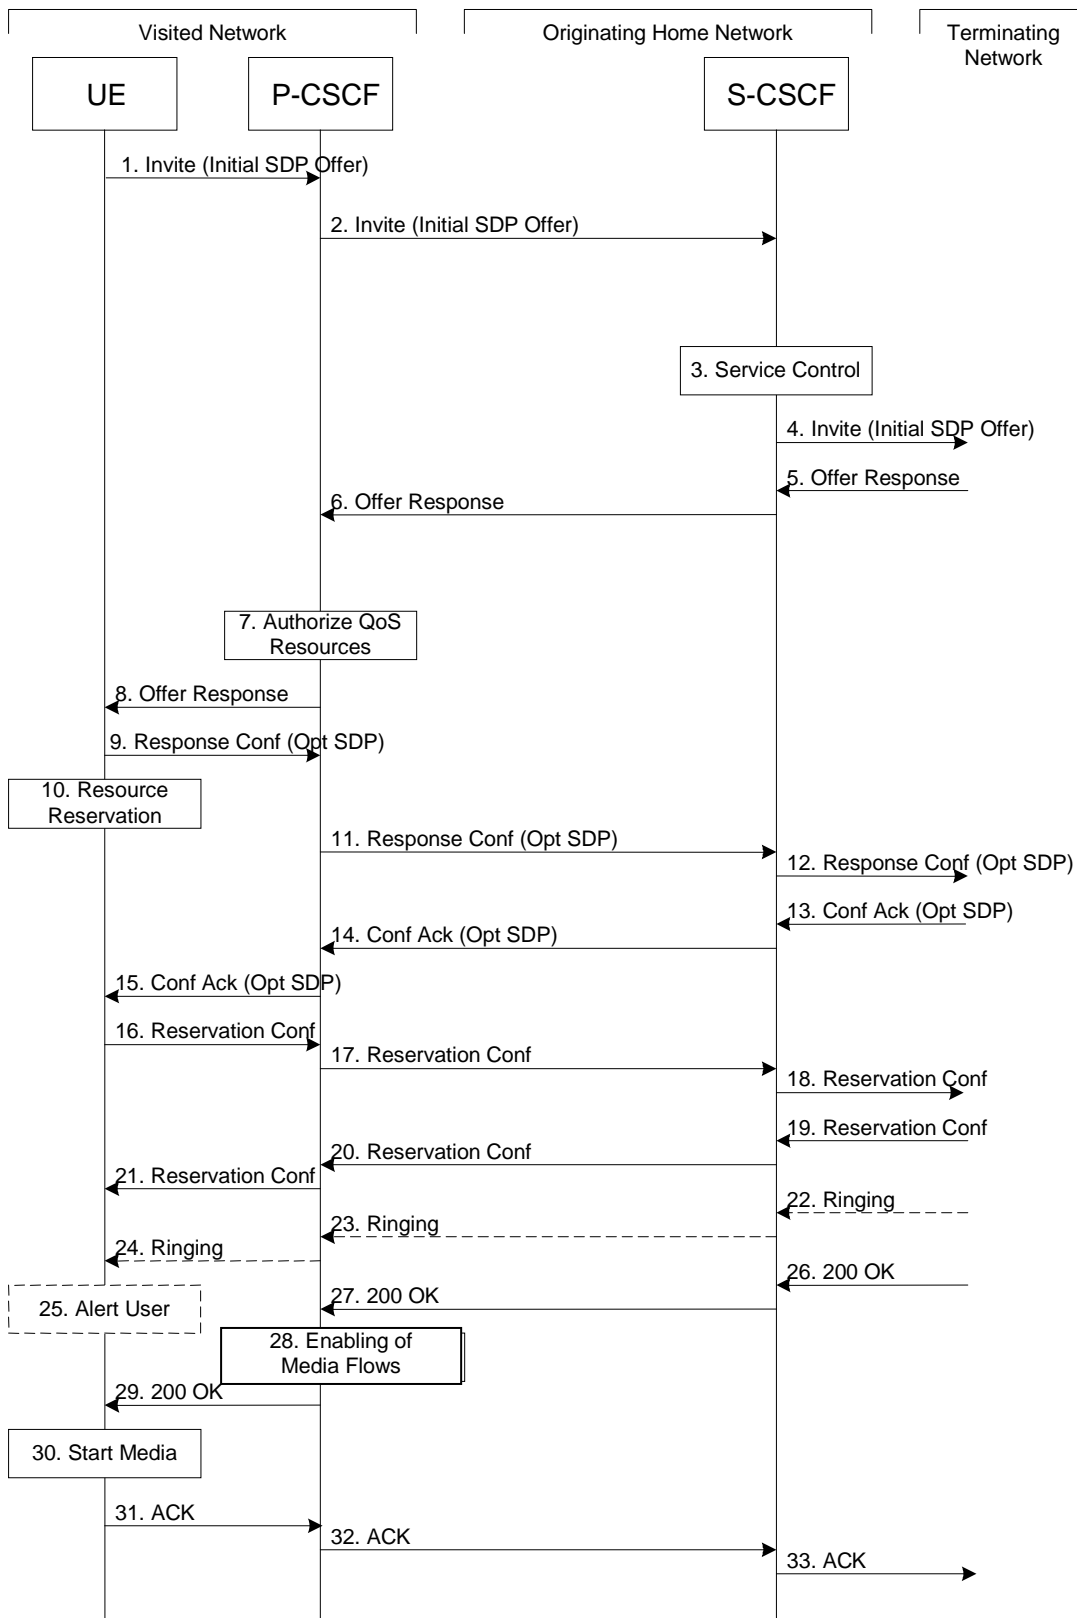 Visited Network
Originating Home Network
Terminating
Network
UE
P-CSCF
S-CSCF
1. Invite (Initial SDP Offer)
2. Invite (Initial SDP Offer)
3. Service Control
4. Invite (Initial SDP Offer)
5. Offer Response
6. Offer Response
7. Authorize QoS
Resources
8. Offer Response
9. Response Conf (Opt SDP)
10. Resource
Reservation
11. Response Conf (Opt SDP)
12. Response Conf (Opt SDP)
13. Conf Ack (Opt SDP)
14. Conf Ack (Opt SDP)
15. Conf Ack (Opt SDP)
16. Reservation Conf
17. Reservation Conf
18. Reservation Conf
19. Reservation Conf
20. Reservation Conf
21. Reservation Conf
22. Ringing
23. Ringing
24. Ringing
25. Alert User
26. 200 OK
27. 200 OK
28. Enabling of
Media Flows
29. 200 OK
30. Start Media
31. ACK
32. ACK
33. ACK